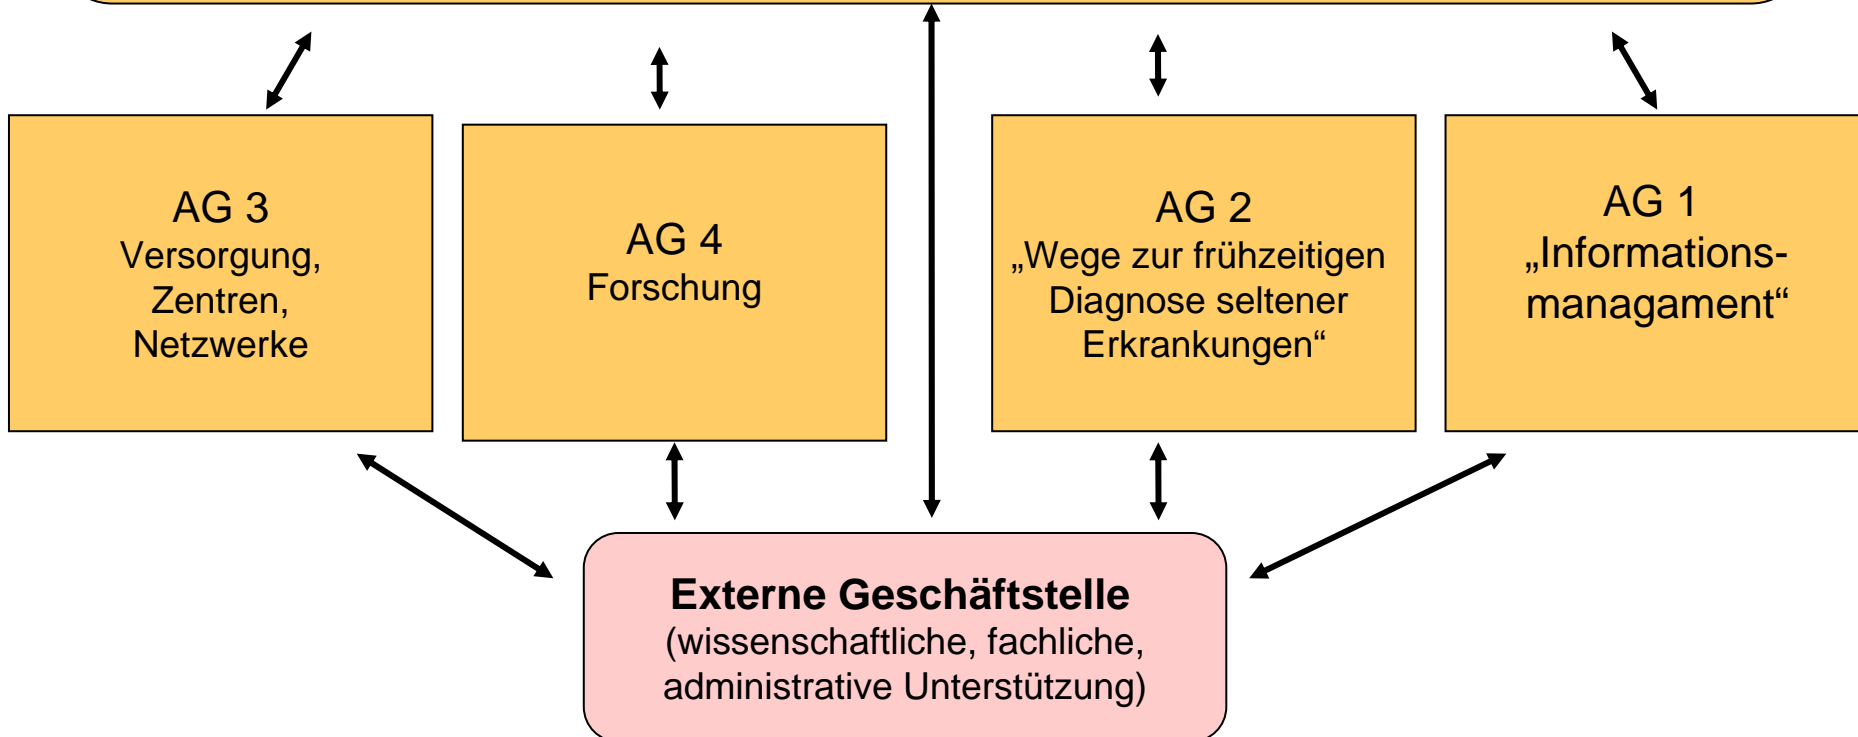 AG 3
Versorgung,
Zentren,
Netzwerke
AG 4
Forschung
AG 2
„Wege zur frühzeitigen
Diagnose seltener
Erkrankungen“
AG 1
„Informations-
managament“
Externe Geschäftstelle
(wissenschaftliche, fachliche,
administrative Unterstützung)